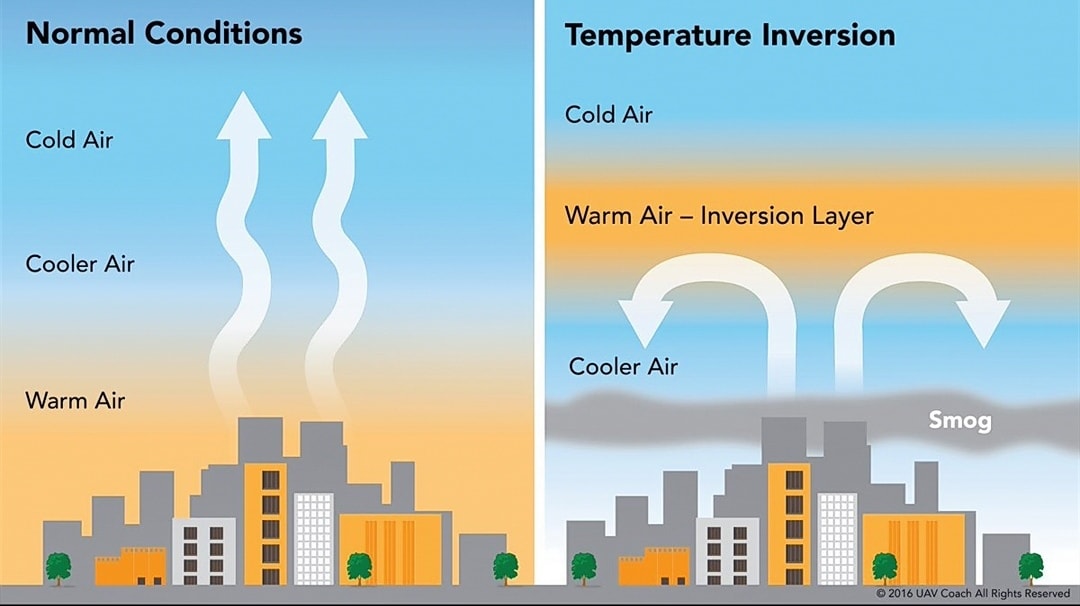 Normal Conditions
Cold Air
Cooler Air
Warm Air
Temperature Inversion
Cold Air
Warm Air – Inversion Layer
Cooler Air
Smog
© 2016 UAV Coach All Rights Reserved